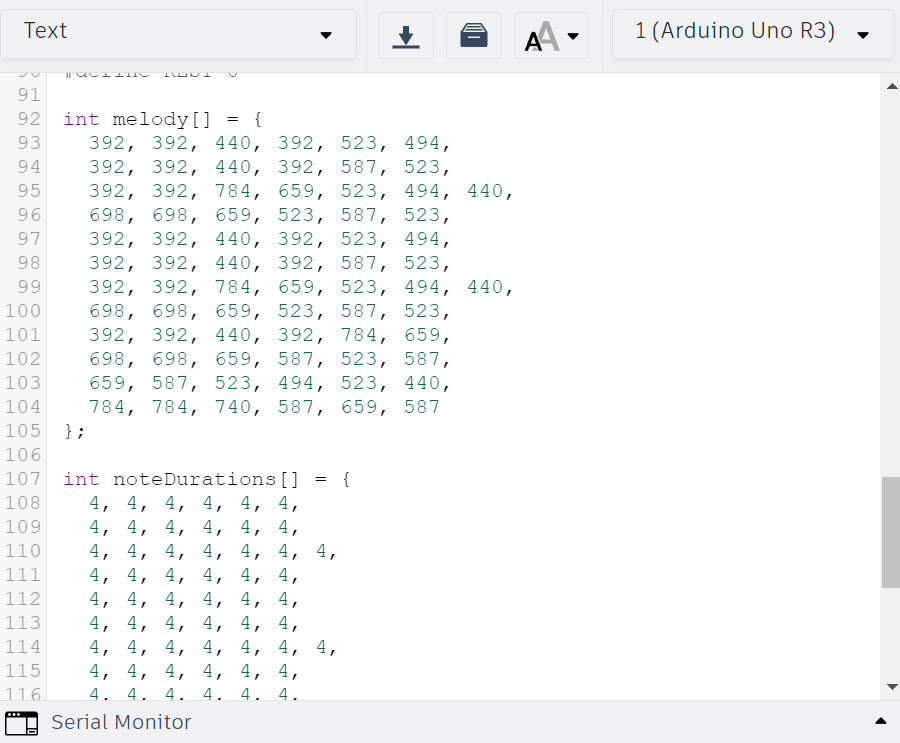 Text
1 (Arduino Uno R3)
90 #define REST 0
91
92 int melody[] = {
93 392, 392, 440, 392, 523, 494,
94 392, 392, 440, 392, 587, 523,
95 392, 392, 784, 659, 523, 494, 440,
96 698, 698, 659, 523, 587, 523,
97 392, 392, 440, 392, 523, 494,
98 392, 392, 440, 392, 587, 523,
99 392, 392, 784, 659, 523, 494, 440,
100 698, 698, 659, 523, 587, 523,
101 392, 392, 440, 392, 784, 659,
102 698, 698, 659, 587, 523, 587,
103 659, 587, 523, 494, 523, 440,
104 784, 784, 740, 587, 659, 587
105 };
106
107 int noteDurations[] = {
108 4, 4, 4, 4, 4, 4,
109 4, 4, 4, 4, 4, 4,
110 4, 4, 4, 4, 4, 4, 4,
111 4, 4, 4, 4, 4, 4,
112 4, 4, 4, 4, 4, 4,
113 4, 4, 4, 4, 4, 4,
114 4, 4, 4, 4, 4, 4, 4,
115 4, 4, 4, 4, 4, 4,
116 4, 4, 4, 4, 4, 4,
Serial Monitor